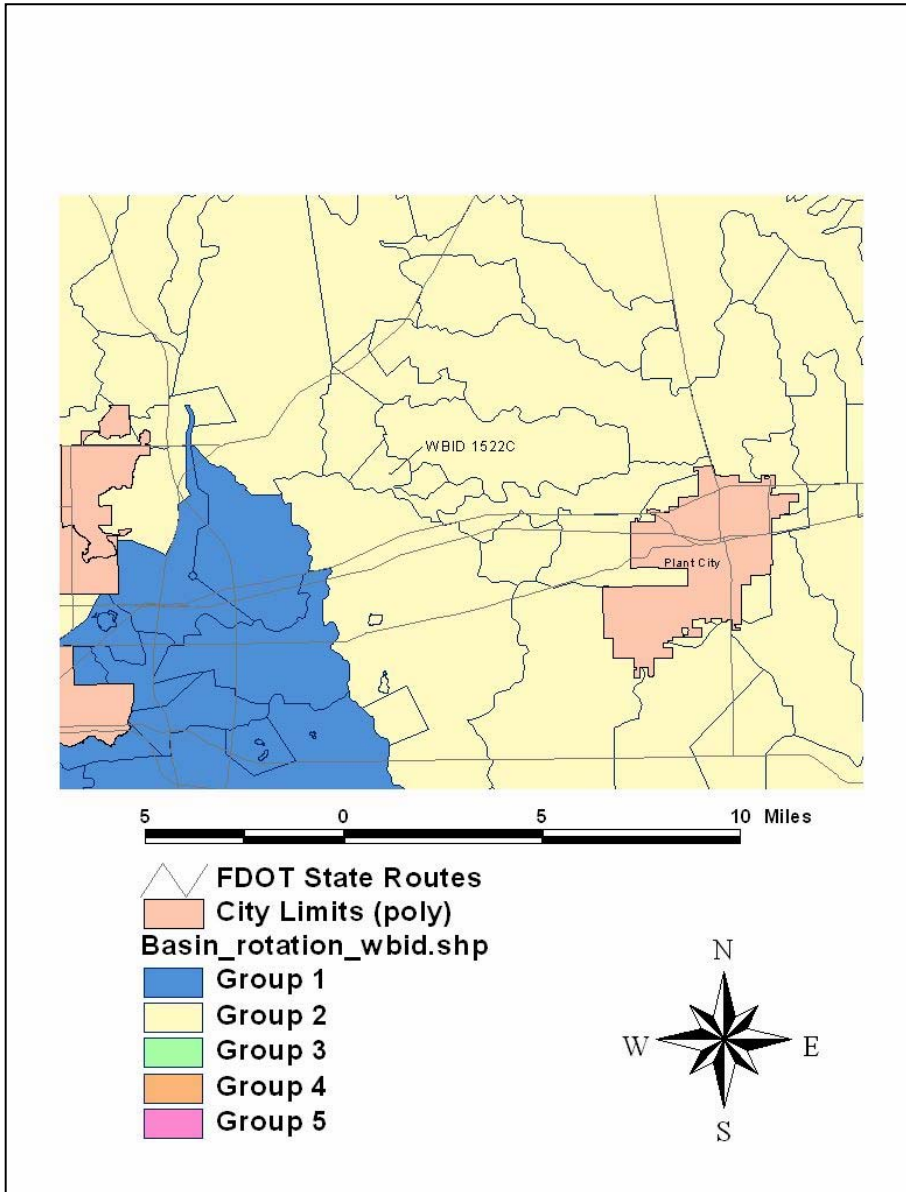 WBID 1522C
Plant City
5 0 5 10 Miles
FDOT State Routes
City Limits (poly)
Basin_rotation_wbid.shp
Group 1
Group 2
Group 3
Group 4
Group 5
N
W E
S